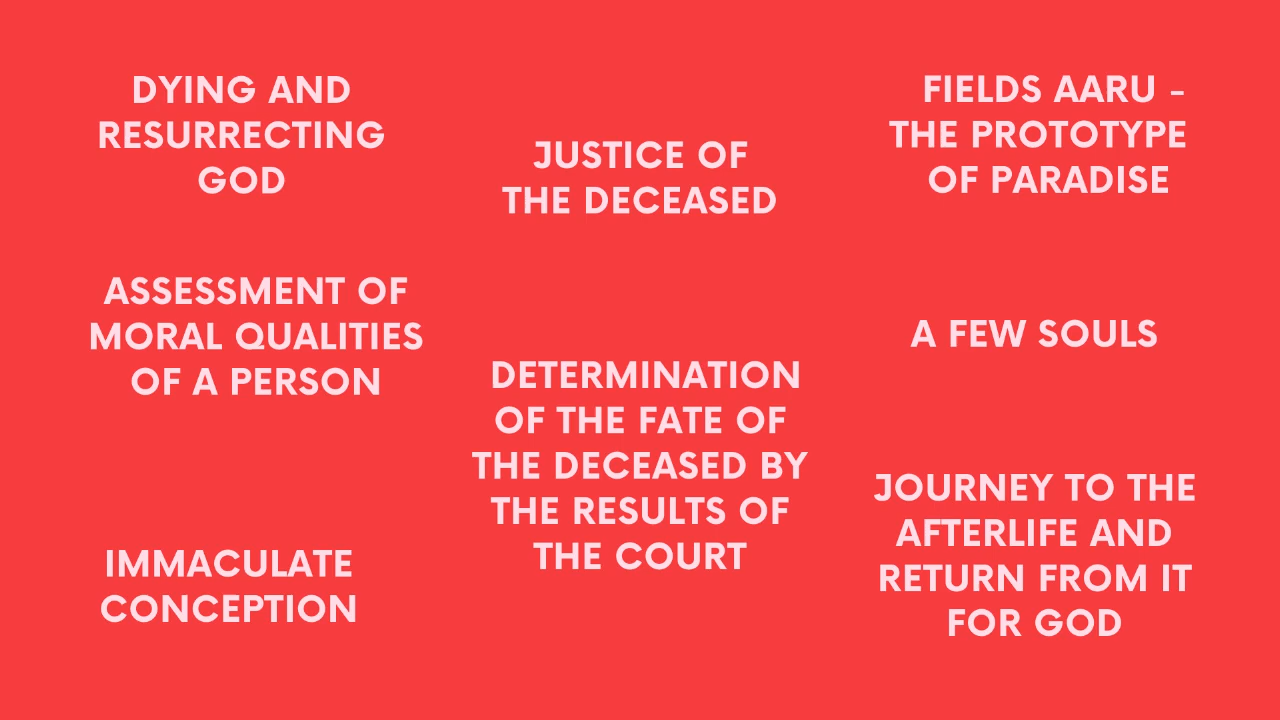 DYING AND
RESURRECTING
GOD
JUSTICE OF
THE DECEASED
FIELDS AARU -
THE PROTOTYPE
OF PARADISE
ASSESSMENT OF
MORAL QUALITIES
OF A PERSON
DETERMINATION
OF THE FATE OF
THE DECEASED BY
THE RESULTS OF
THE COURT
A FEW SOULS
IMMACULATE
CONCEPTION
JOURNEY TO THE
AFTERLIFE AND
RETURN FROM IT
FOR GOD